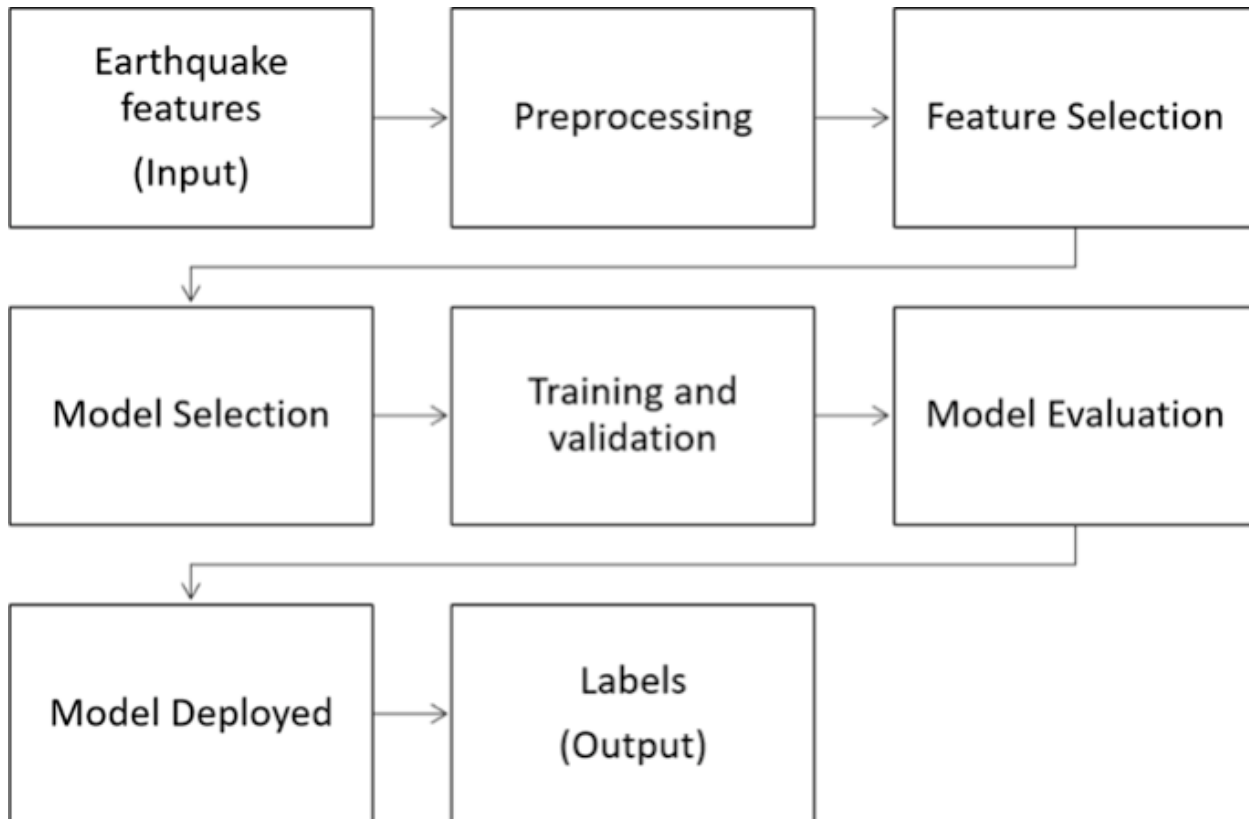 Earthquake
features
(Input)
Preprocessing
Feature Selection
Model Selection
Training and
validation
Model Evaluation
Model Deployed
Labels
(Output)